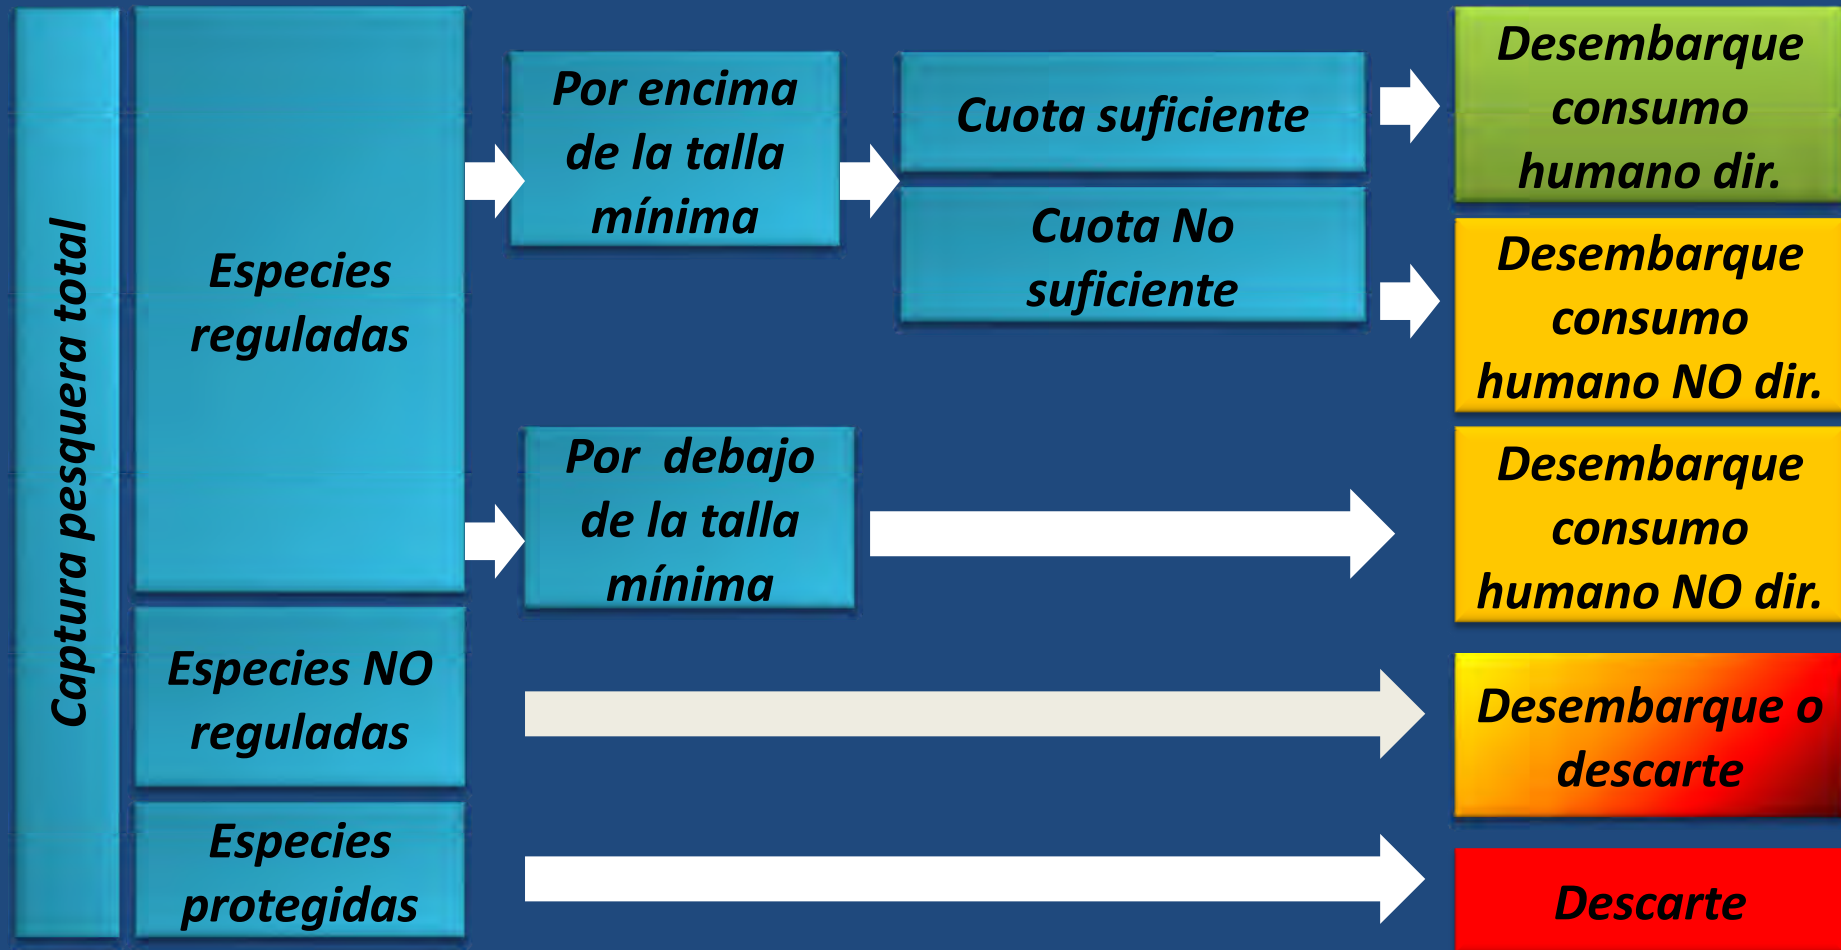 Captura pesquera total
Especies
reguladas
Por encima
de la talla
mínima
Cuota suficiente
Desembarque
consumo
humano dir.
Cuota No
suficiente
Desembarque
consumo
humano NO dir.
Por debajo
de la talla
mínima
Desembarque
consumo
humano NO dir.
Especies NO
reguladas
Desembarque o
descarte
Especies
protegidas
Descarte